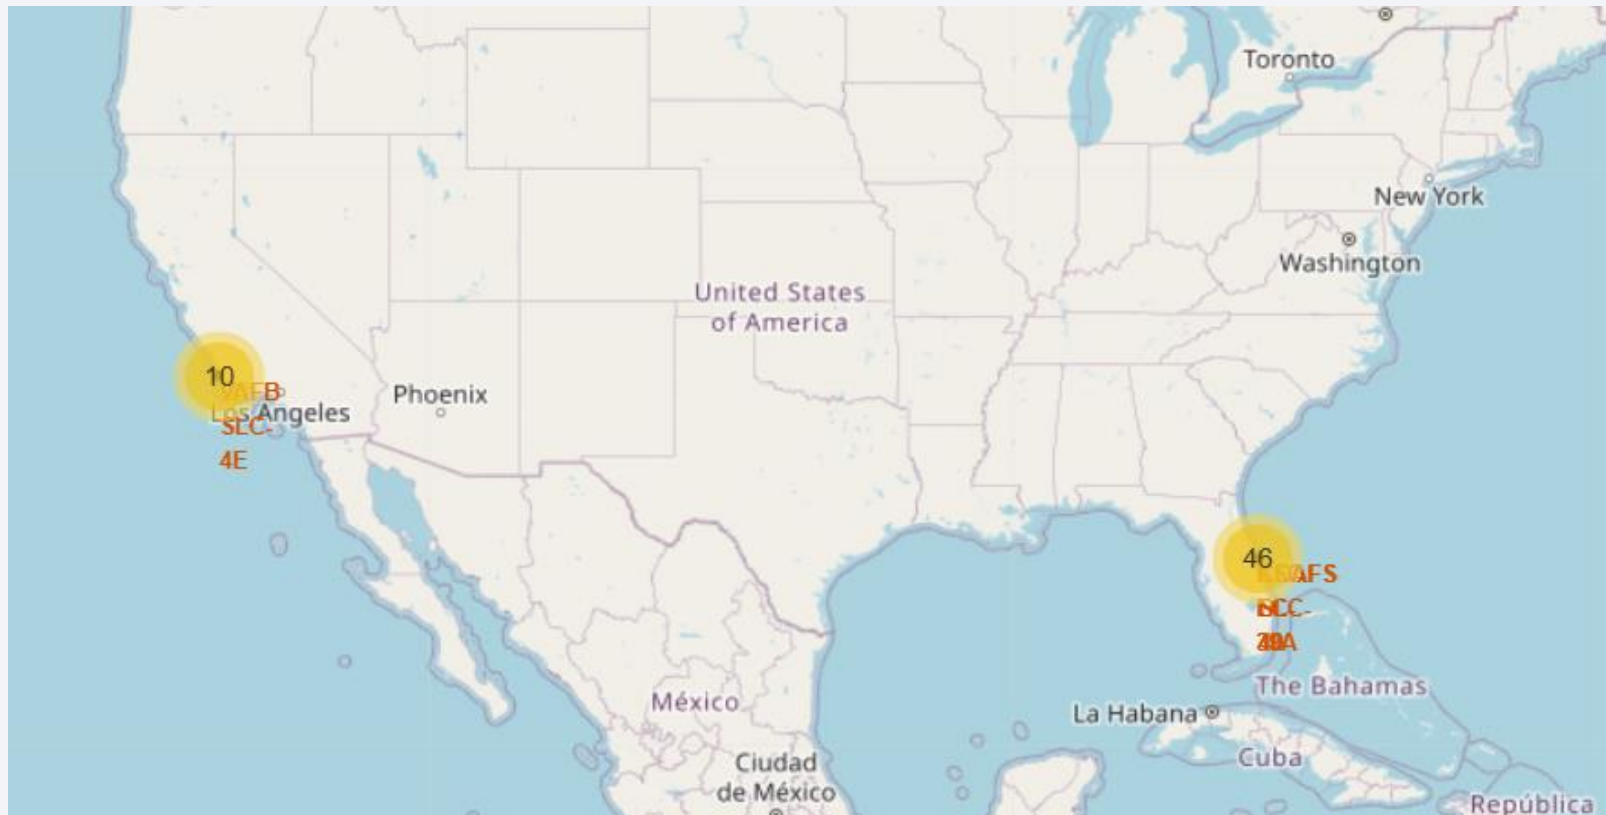 Toronto
New York
Washington
United States
of America
10
VAFB
Los Angeles
SLC-
4E
Phoenix
46
The Bahamas
La Habana
México
Cuba
Ciudad
de México
República